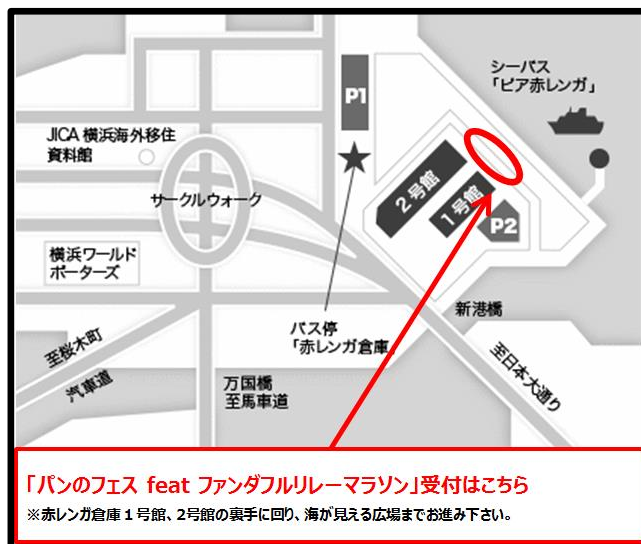 シーバス
「ピア赤レンガ」
P1
JICA 横浜海外移住
資料館
2号館
サークルウォーク
1号館
P2
横浜ワールド
ポーターズ
新港橋
バス停
「赤レンガ倉庫」
至桜木町
汽車道
万国橋
至馬車道
至日本大通り
「パンのフェス feat ファンダフルリレーマラソン」受付はこちら
※赤レンガ倉庫1号館、2号館の裏手に回り、海が見える広場までお進み下さい。